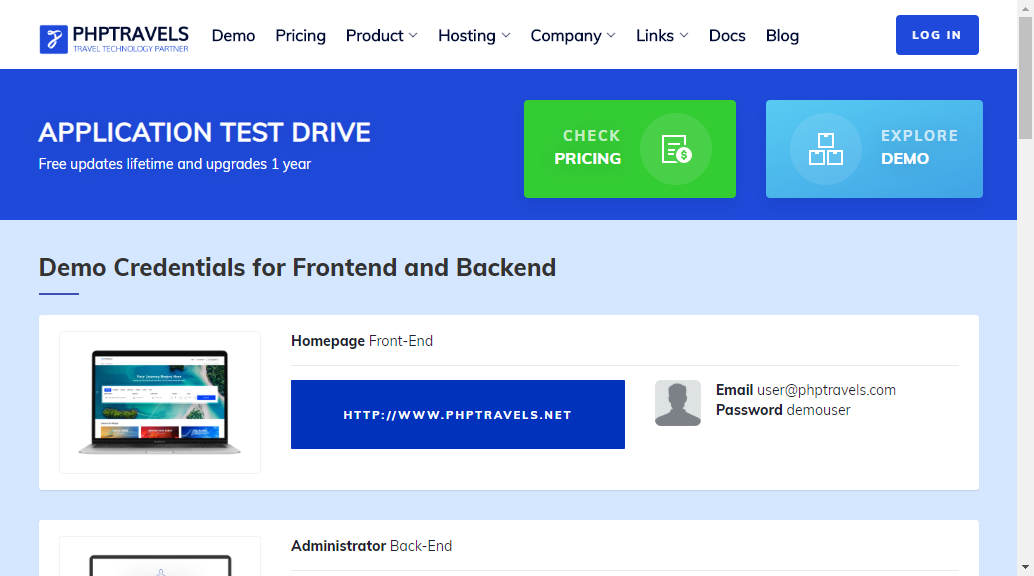 PHPTRAVELS
TRAVEL TECHNOLOGY PARTNER
Demo
Pricing
Product
Hosting
Company
Links
Docs
Blog
LOG IN
APPLICATION TEST DRIVE
Free updates lifetime and upgrades 1 year
CHECK
PRICING
EXPLORE
DEMO
Demo Credentials for Frontend and Backend
Homepage Front-End
HTTP://WWW.PHPTRAVELS.NET
Email user@phptravels.com
Password demouser
Administrator Back-End